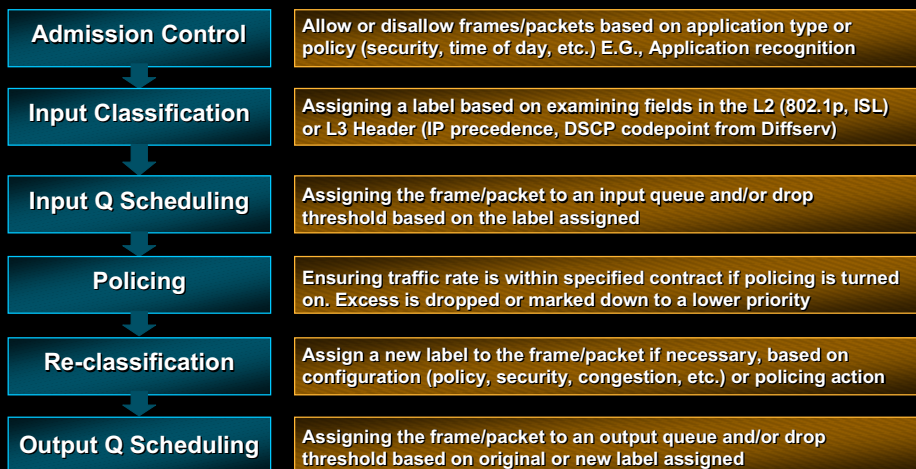 Admission Control
Allow or disallow frames/packets based on application type or
policy (security, time of day, etc.) E.G., Application recognition
Input Classification
Assigning a label based on examining fields in the L2 (802.1p, ISL)
or L3 Header (IP precedence, DSCP codepoint from Diffserv)
Input Q Scheduling
Assigning the frame/packet to an input queue and/or drop
threshold based on the label assigned
Policing
Ensuring traffic rate is within specified contract if policing is turned
on. Excess is dropped or marked down to a lower priority
Re-classification
Assign a new label to the frame/packet if necessary, based on
configuration (policy, security, congestion, etc.) or policing action
Output Q Scheduling
Assigning the frame/packet to an output queue and/or drop
threshold based on original or new label assigned